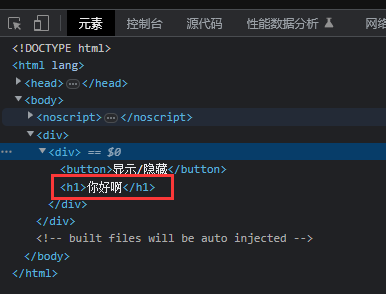 元素 控制台 源代码 性能数据分析 网络
<!DOCTYPE html>
<html lang>
<head>…</head>
<body>
<noscript>…</noscript>
<div>
… <div> == $0
<button>显示/隐藏</button>
<h1>你好啊</h1>
</div>
</div>
<!-- built files will be auto injected -->
</body>
</html>